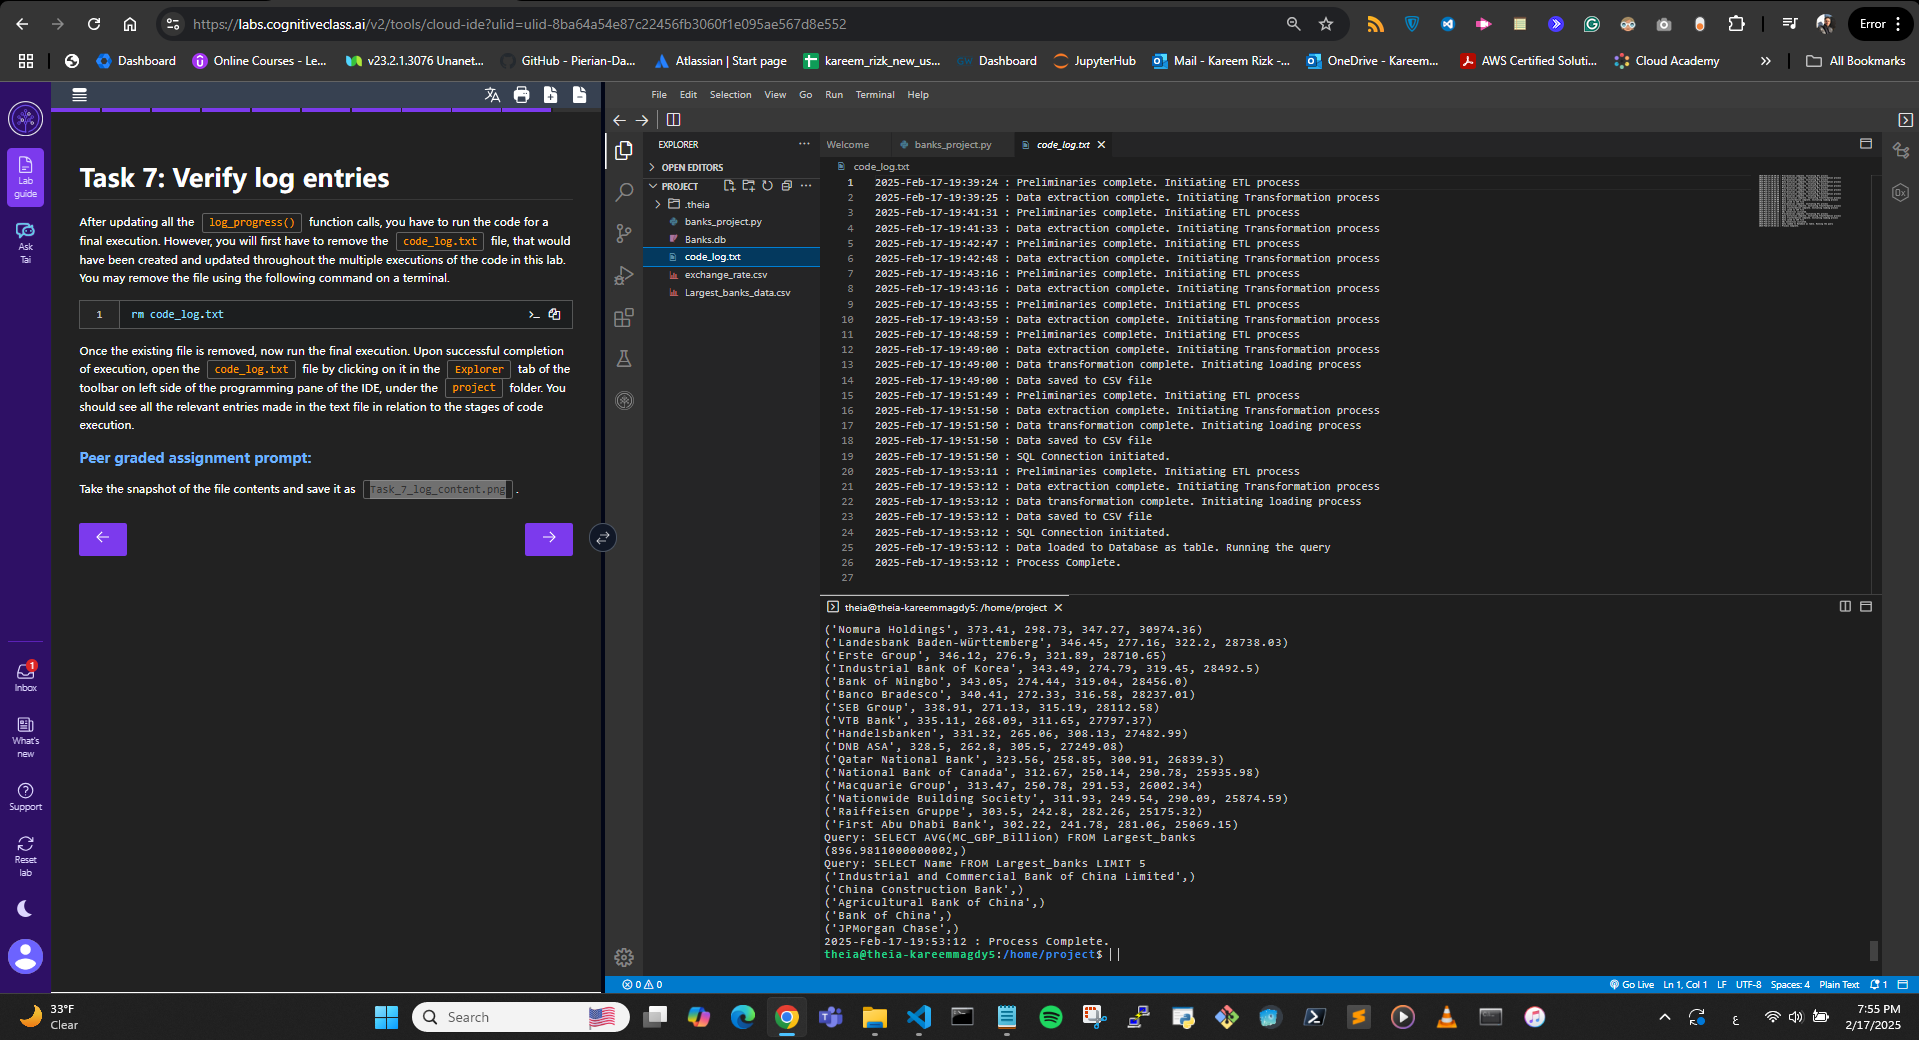 https://labs.cognitiveclass.ai/v2/tools/cloud-ide?ulid=ulid-8ba64a54e87c22456fb3060f1e095ae567d8e552
Error
Dashboard
Online Courses - Le...
v23.2.1.3076 Unanet...
GitHub - Pierian-Da...
Atlassian | Start page
kareem_rizk_new_us...
Dashboard
JupyterHub
Mail - Kareem Rizk -...
OneDrive - Kareem...
AWS Certified Soluti...
Cloud Academy
All Bookmarks
Lab guide
Ask Tai
1
Inbox
What's new
Support
Reset lab
Task 7: Verify log entries
After updating all the log_progress() function calls, you have to run the code for a
final execution. However, you will first have to remove the code_log.txt file, that would
have been created and updated throughout the multiple executions of the code in this lab.
You may remove the file using the following command on a terminal.
1 rm code_log.txt
Once the existing file is removed, now run the final execution. Upon successful completion
of execution, open the code_log.txt file by clicking on it in the Explorer tab of the
toolbar on left side of the programming pane of the IDE, under the project folder. You
should see all the relevant entries made in the text file in relation to the stages of code
execution.
Peer graded assignment prompt:
Take the snapshot of the file contents and save it as Task_7_log_content.png .
File Edit Selection View Go Run Terminal Help
EXPLORER
OPEN EDITORS
PROJECT
.theia
banks_project.py
Banks.db
code_log.txt
exchange_rate.csv
Largest_banks_data.csv
Welcome
banks_project.py
code_log.txt
code_log.txt
1 2025-Feb-17-19:39:24 : Preliminaries complete. Initiating ETL process
2 2025-Feb-17-19:39:25 : Data extraction complete. Initiating Transformation process
3 2025-Feb-17-19:41:31 : Preliminaries complete. Initiating ETL process
4 2025-Feb-17-19:41:33 : Data extraction complete. Initiating Transformation process
5 2025-Feb-17-19:42:47 : Preliminaries complete. Initiating ETL process
6 2025-Feb-17-19:42:48 : Data extraction complete. Initiating Transformation process
7 2025-Feb-17-19:43:16 : Preliminaries complete. Initiating ETL process
8 2025-Feb-17-19:43:16 : Data extraction complete. Initiating Transformation process
9 2025-Feb-17-19:43:55 : Preliminaries complete. Initiating ETL process
10 2025-Feb-17-19:43:59 : Data extraction complete. Initiating Transformation process
11 2025-Feb-17-19:48:59 : Preliminaries complete. Initiating ETL process
12 2025-Feb-17-19:49:00 : Data extraction complete. Initiating Transformation process
13 2025-Feb-17-19:49:00 : Data transformation complete. Initiating loading process
14 2025-Feb-17-19:49:00 : Data saved to CSV file
15 2025-Feb-17-19:51:49 : Preliminaries complete. Initiating ETL process
16 2025-Feb-17-19:51:50 : Data extraction complete. Initiating Transformation process
17 2025-Feb-17-19:51:50 : Data transformation complete. Initiating loading process
18 2025-Feb-17-19:51:50 : Data saved to CSV file
19 2025-Feb-17-19:51:50 : SQL Connection initiated.
20 2025-Feb-17-19:53:11 : Preliminaries complete. Initiating ETL process
21 2025-Feb-17-19:53:12 : Data extraction complete. Initiating Transformation process
22 2025-Feb-17-19:53:12 : Data transformation complete. Initiating loading process
23 2025-Feb-17-19:53:12 : Data saved to CSV file
24 2025-Feb-17-19:53:12 : SQL Connection initiated.
25 2025-Feb-17-19:53:12 : Data loaded to Database as table. Running the query
26 2025-Feb-17-19:53:12 : Process Complete.
27
theia@theia-kareemmagdy5: /home/project
('Nomura Holdings', 373.41, 298.73, 347.27, 30974.36)
('Landesbank Baden-Württemberg', 346.45, 277.16, 322.2, 28738.03)
('Erste Group', 346.12, 276.9, 321.89, 28710.65)
('Industrial Bank of Korea', 343.49, 274.79, 319.45, 28492.5)
('Bank of Ningbo', 343.05, 274.44, 319.04, 28456.0)
('Banco Bradesco', 340.41, 272.33, 316.58, 28237.01)
('SEB Group', 338.91, 271.13, 315.19, 28112.58)
('VTB Bank', 335.11, 268.09, 311.65, 27797.37)
('Handelsbanken', 331.32, 265.06, 308.13, 27482.99)
('DNB ASA', 328.5, 262.8, 305.5, 27249.08)
('Qatar National Bank', 323.56, 258.85, 300.91, 26839.3)
('National Bank of Canada', 312.67, 250.14, 290.78, 25935.98)
('Macquarie Group', 313.47, 250.78, 291.53, 26002.34)
('Nationwide Building Society', 311.93, 249.54, 290.09, 25874.59)
('Raiffeisen Gruppe', 303.5, 242.8, 282.26, 25175.32)
('First Abu Dhabi Bank', 302.22, 241.78, 281.06, 25069.15)
Query: SELECT AVG(MC_GBP_Billion) FROM Largest_banks
(896.9811000000002,)
Query: SELECT Name FROM Largest_banks LIMIT 5
('Industrial and Commercial Bank of China Limited',)
('China Construction Bank',)
('Agricultural Bank of China',)
('Bank of China',)
('JPMorgan Chase',)
2025-Feb-17-19:53:12 : Process Complete.
theia@theia-kareemmagdy5:/home/project$
0 0
Go Live Ln 1, Col 1 LF UTF-8 Spaces: 4 Plain Text 1
33°F
Clear
Search
ع
7:55 PM
2/17/2025